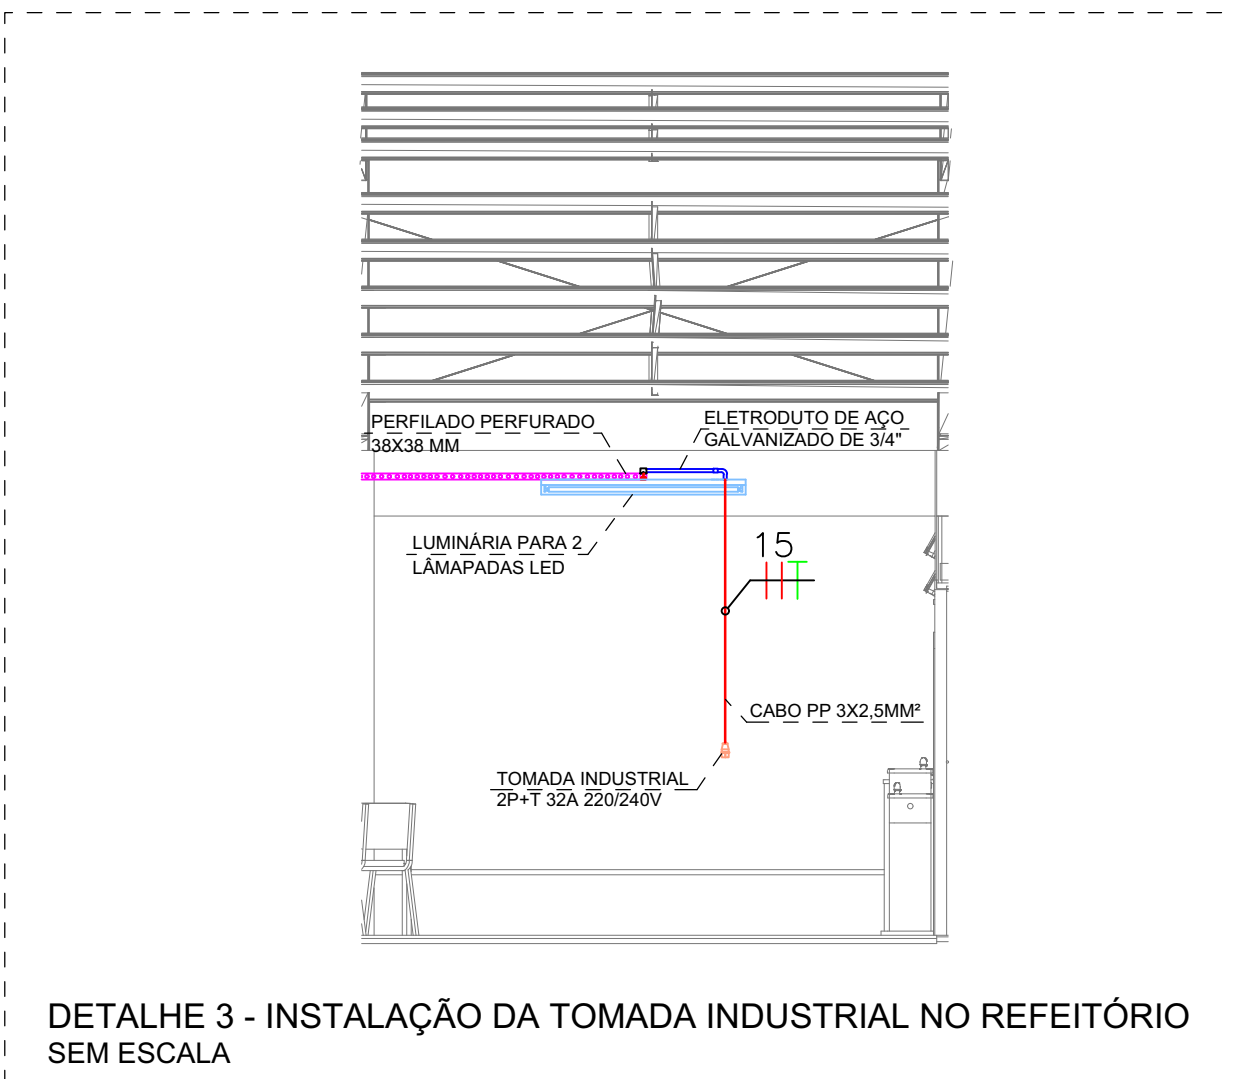 PERFILADO PERFURADO
38X38 MM
ELETRODUTO DE AÇO
GALVANIZADO DE 3/4"
LUMINÁRIA PARA 2
LÂMAPADAS LED
15
CABO PP 3X2,5MM²
TOMADA INDUSTRIAL
2P+T 32A 220/240V
DETALHE 3 - INSTALAÇÃO DA TOMADA INDUSTRIAL NO REFEITÓRIO
SEM ESCALA